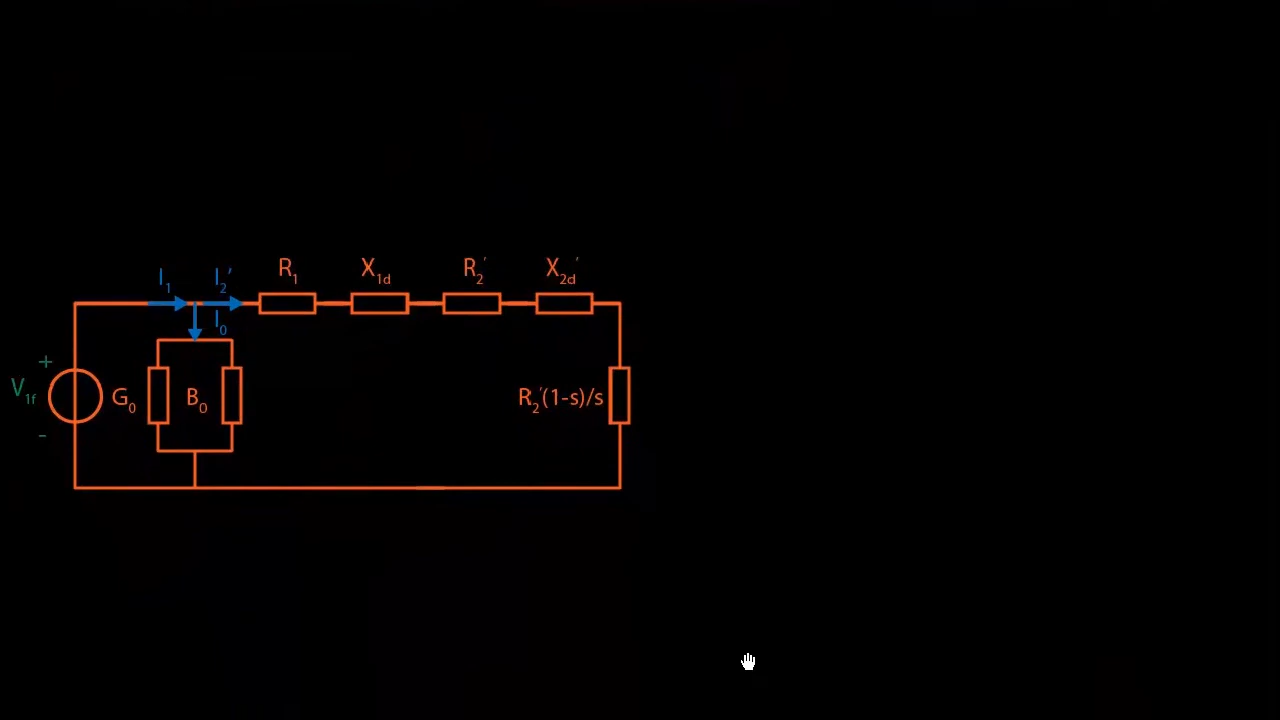 I₁ I₂′ R₁ X₁d R₂′ X₂d′
I₀
+
V₁f G₀ B₀ R₂′(1-s)/s
-